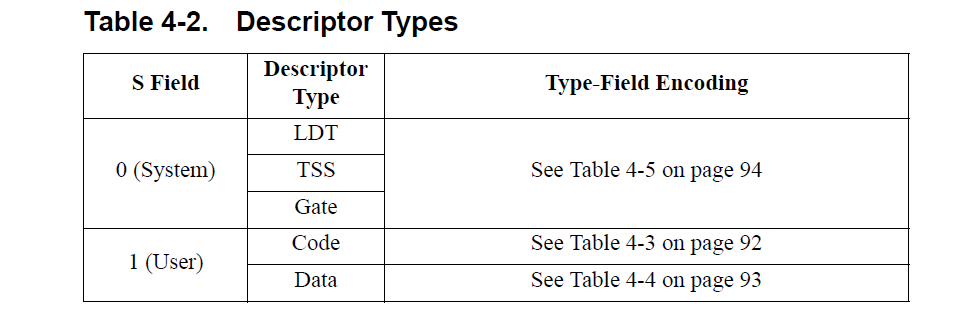 Table 4-2. Descriptor Types
S Field
Descriptor
Type
Type-Field Encoding
0 (System)
LDT
TSS
Gate
See Table 4-5 on page 94
1 (User)
Code
See Table 4-3 on page 92
Data
See Table 4-4 on page 93